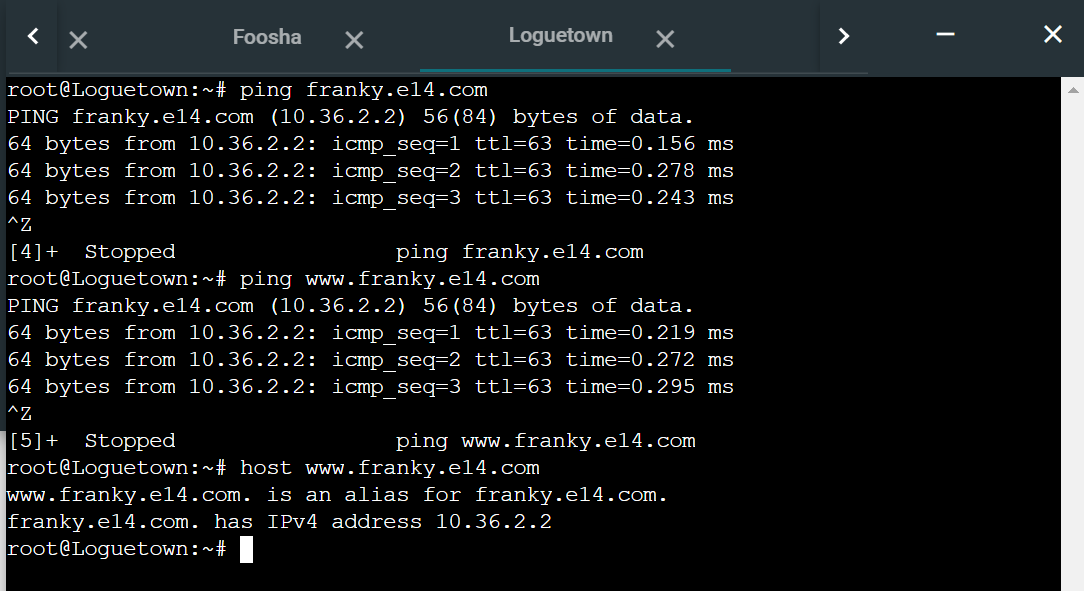 Foosha
Loguetown
root@Loguetown:~# ping franky.e14.com
PING franky.e14.com (10.36.2.2) 56(84) bytes of data.
64 bytes from 10.36.2.2: icmp_seq=1 ttl=63 time=0.156 ms
64 bytes from 10.36.2.2: icmp_seq=2 ttl=63 time=0.278 ms
64 bytes from 10.36.2.2: icmp_seq=3 ttl=63 time=0.243 ms
^Z
[4]+  Stopped                 ping franky.e14.com
root@Loguetown:~# ping www.franky.e14.com
PING franky.e14.com (10.36.2.2) 56(84) bytes of data.
64 bytes from 10.36.2.2: icmp_seq=1 ttl=63 time=0.219 ms
64 bytes from 10.36.2.2: icmp_seq=2 ttl=63 time=0.272 ms
64 bytes from 10.36.2.2: icmp_seq=3 ttl=63 time=0.295 ms
^Z
[5]+  Stopped                 ping www.franky.e14.com
root@Loguetown:~# host www.franky.e14.com
www.franky.e14.com. is an alias for franky.e14.com.
franky.e14.com. has IPv4 address 10.36.2.2
root@Loguetown:~#